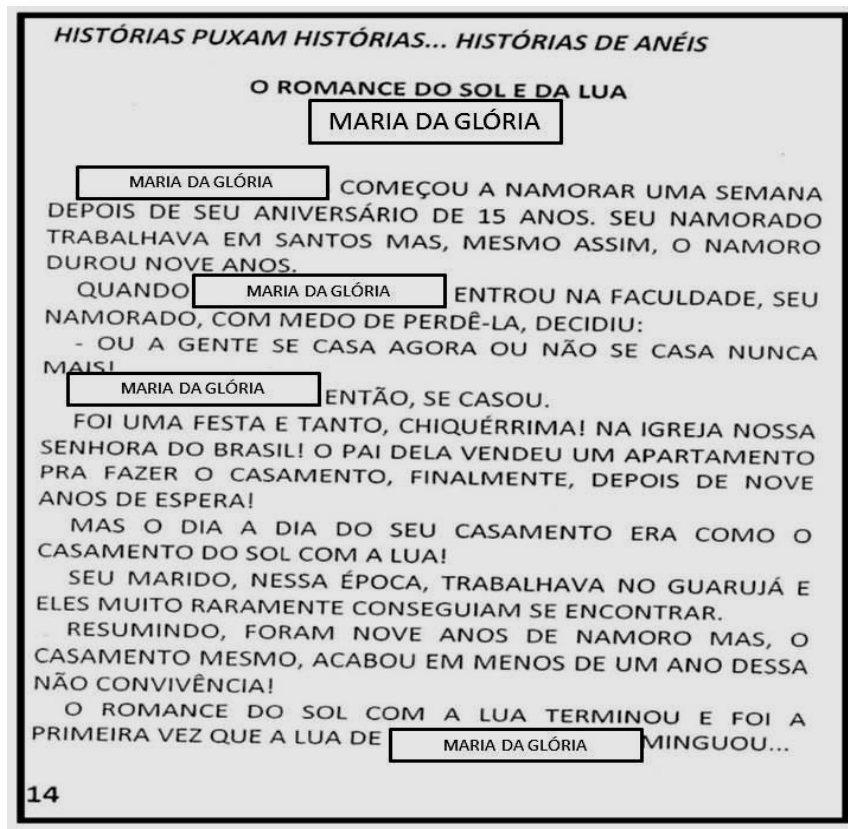 HISTÓRIAS PUXAM HISTÓRIAS... HISTÓRIAS DE ANÉIS
O ROMANCE DO SOL E DA LUA
MARIA DA GLÓRIA
MARIA DA GLÓRIA COMEÇOU A NAMORAR UMA SEMANA
DEPOIS DE SEU ANIVERSÁRIO DE 15 ANOS. SEU NAMORADO
TRABALHAVA EM SANTOS MAS, MESMO ASSIM, O NAMORO
DUROU NOVE ANOS.
QUANDO MARIA DA GLÓRIA ENTROU NA FACULDADE, SEU
NAMORADO, COM MEDO DE PERDÊ-LA, DECIDIU:
- OU A GENTE SE CASA AGORA OU NÃO SE CASA NUNCA
MAIS!
MARIA DA GLÓRIA ENTÃO, SE CASOU.
FOI UMA FESTA E TANTO, CHIQUÉRRIMA! NA IGREJA NOSSA
SENHORA DO BRASIL! O PAI DELA VENDEU UM APARTAMENTO
PRA FAZER O CASAMENTO, FINALMENTE, DEPOIS DE NOVE
ANOS DE ESPERA!
MAS O DIA A DIA DO SEU CASAMENTO ERA COMO O
CASAMENTO DO SOL COM A LUA!
SEU MARIDO, NESSA ÉPOCA, TRABALHAVA NO GUARUJÁ E
ELES MUITO RARAMENTE CONSEGUIAM SE ENCONTRAR.
RESUMINDO, FORAM NOVE ANOS DE NAMORO MAS, O
CASAMENTO MESMO, ACABOU EM MENOS DE UM ANO DESSA
NÃO CONVIVÊNCIA!
O ROMANCE DO SOL COM A LUA TERMINOU E FOI A
PRIMEIRA VEZ QUE A LUA DE MARIA DA GLÓRIA MINGUOU...
14